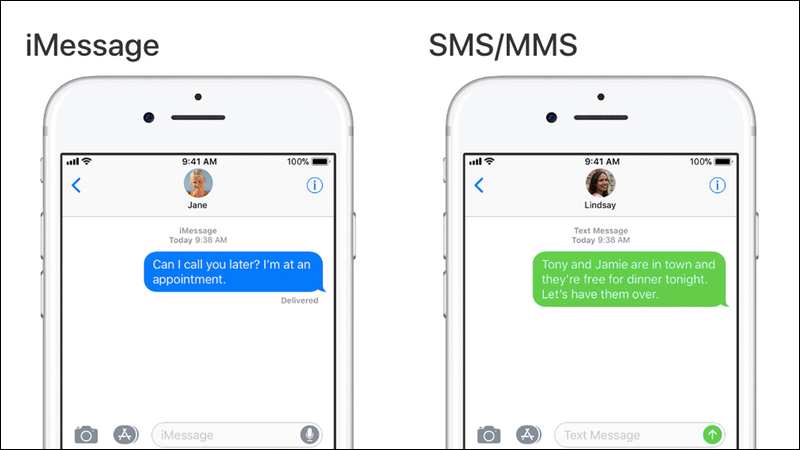 iMessage
9:41 AM
100%
Jane
iMessage
Today 9:38 AM
Can I call you later? I'm at an
appointment.
Delivered
iMessage
SMS/MMS
9:41 AM
100%
Lindsay
Text Message
Today 9:38 AM
Tony and Jamie are in town and
they're free for dinner tonight.
Let's have them over.
Text Message